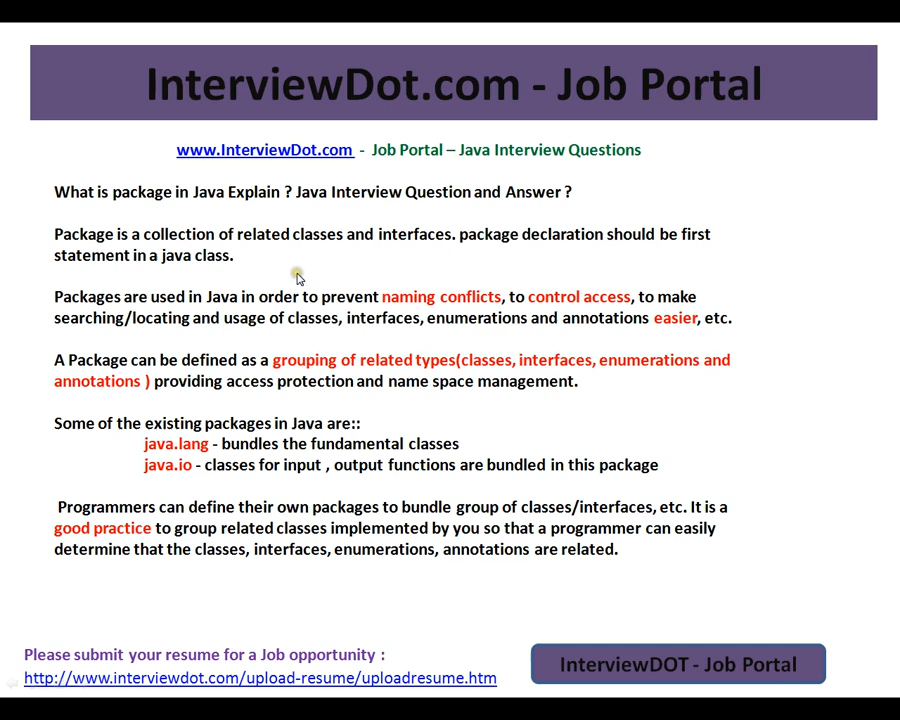 InterviewDot.com - Job Portal
www.InterviewDot.com - Job Portal – Java Interview Questions
What is package in Java Explain ? Java Interview Question and Answer ?
Package is a collection of related classes and interfaces. package declaration should be first
statement in a java class.
Packages are used in Java in order to prevent naming conflicts, to control access, to make
searching/locating and usage of classes, interfaces, enumerations and annotations easier, etc.
A Package can be defined as a grouping of related types(classes, interfaces, enumerations and
annotations ) providing access protection and name space management.
Some of the existing packages in Java are::
java.lang - bundles the fundamental classes
java.io - classes for input , output functions are bundled in this package
Programmers can define their own packages to bundle group of classes/interfaces, etc. It is a
good practice to group related classes implemented by you so that a programmer can easily
determine that the classes, interfaces, enumerations, annotations are related.
Please submit your resume for a Job opportunity :
http://www.interviewdot.com/upload-resume/uploadresume.htm
InterviewDOT - Job Portal